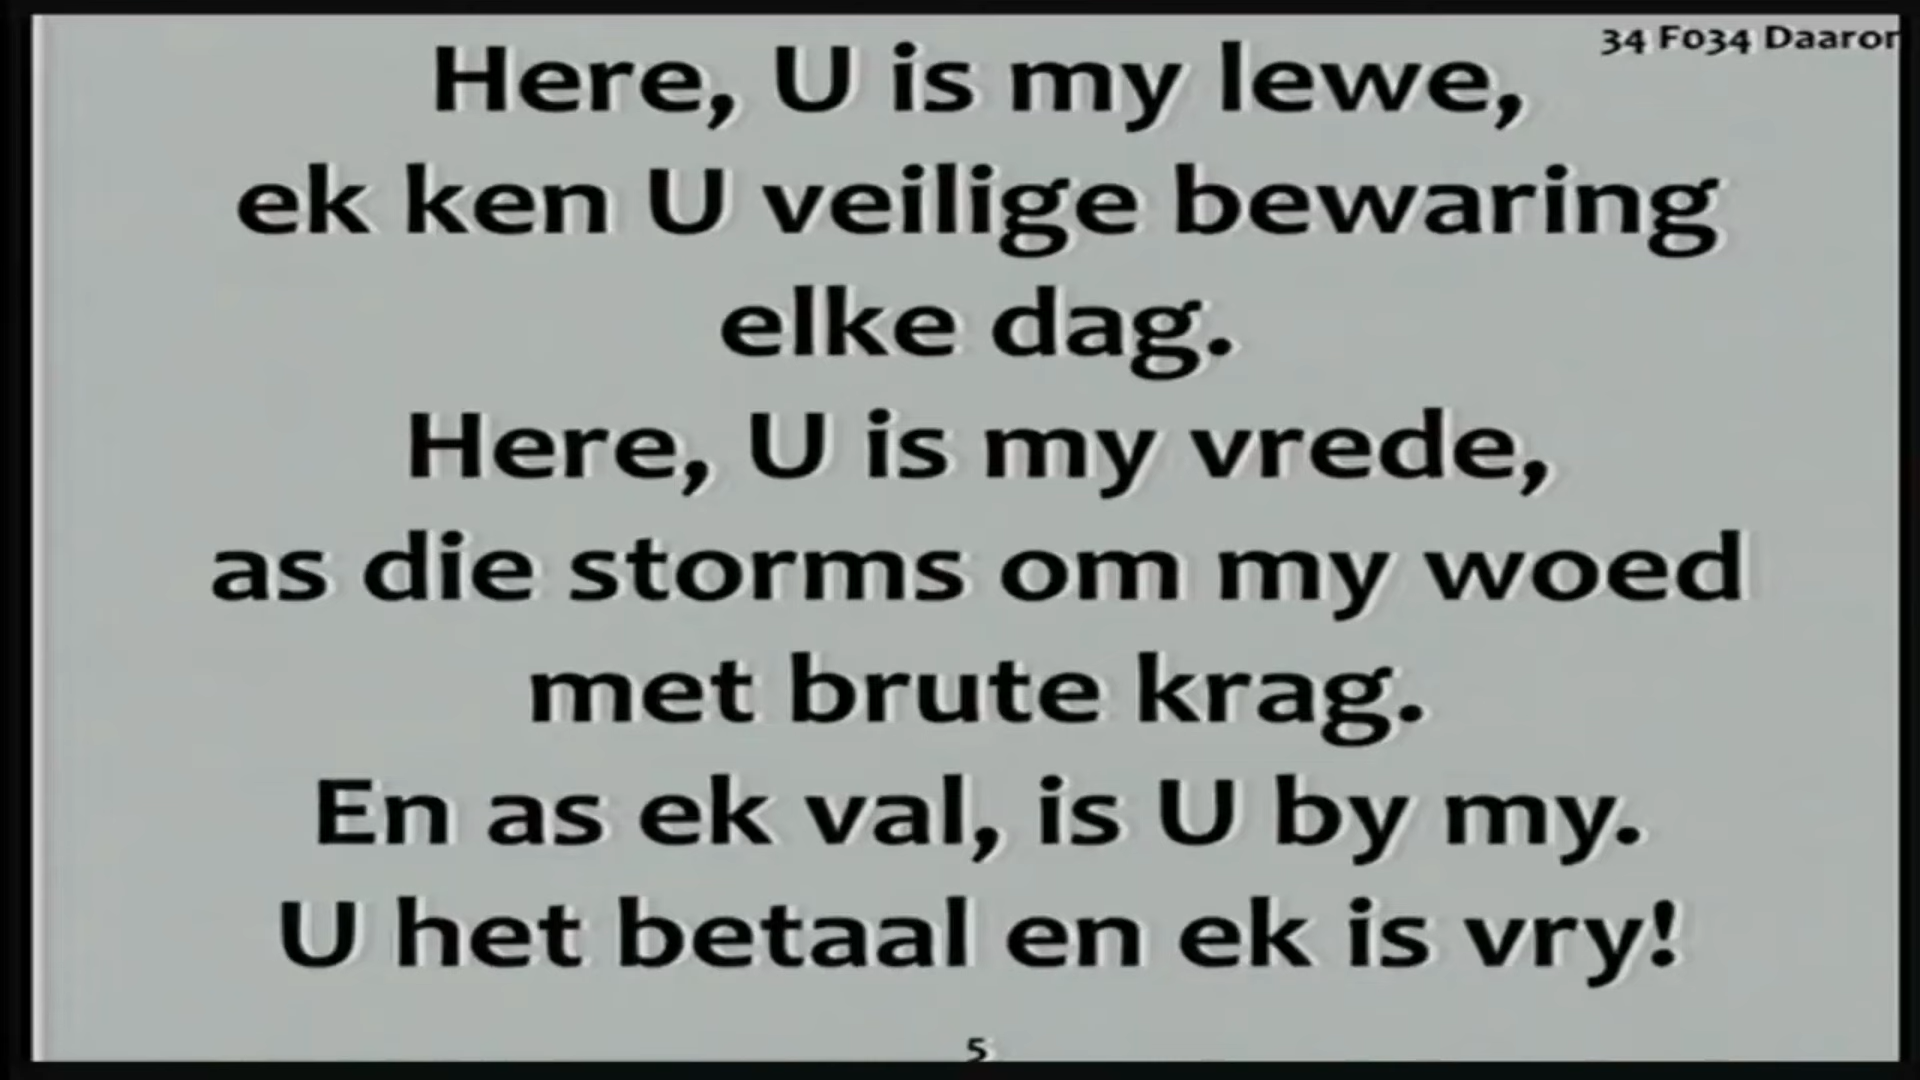 34 F034 Daaror
Here, U is my lewe,
ek ken U veilige bewaring
elke dag.
Here, U is my vrede,
as die storms om my woed
met brute krag.
En as ek val, is U by my.
U het betaal en ek is vry!
5